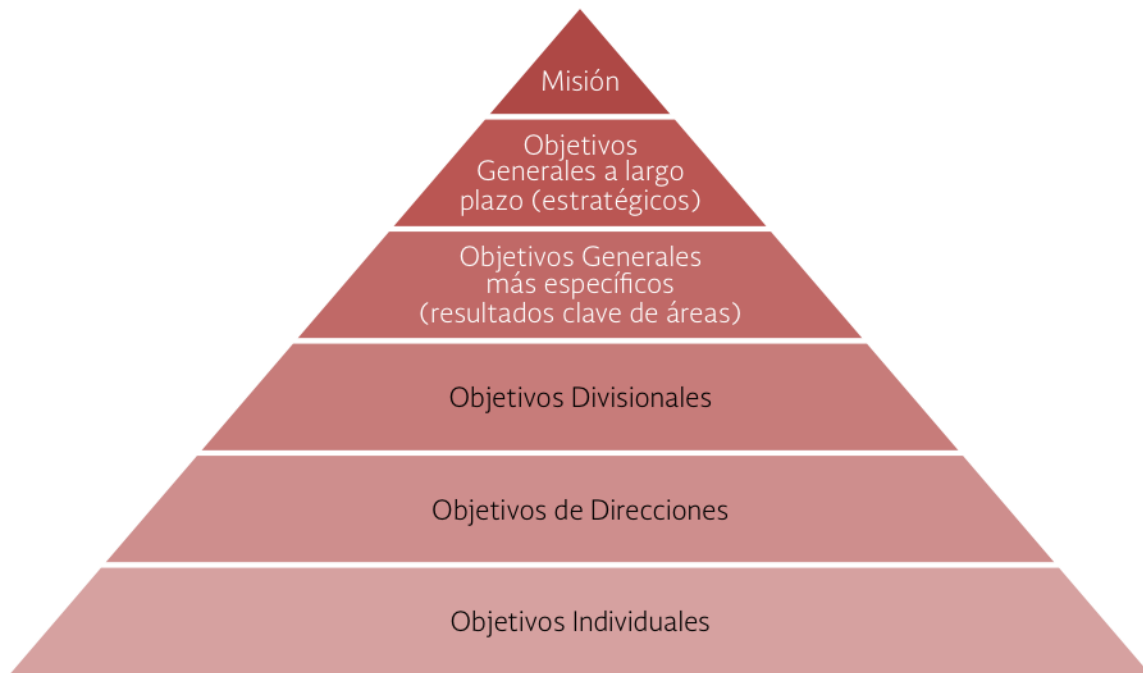 Misión
Objetivos
Generales a largo
plazo (estratégicos)
Objetivos Generales
más específicos
(resultados clave de áreas)
Objetivos Divisionales
Objetivos de Direcciones
Objetivos Individuales